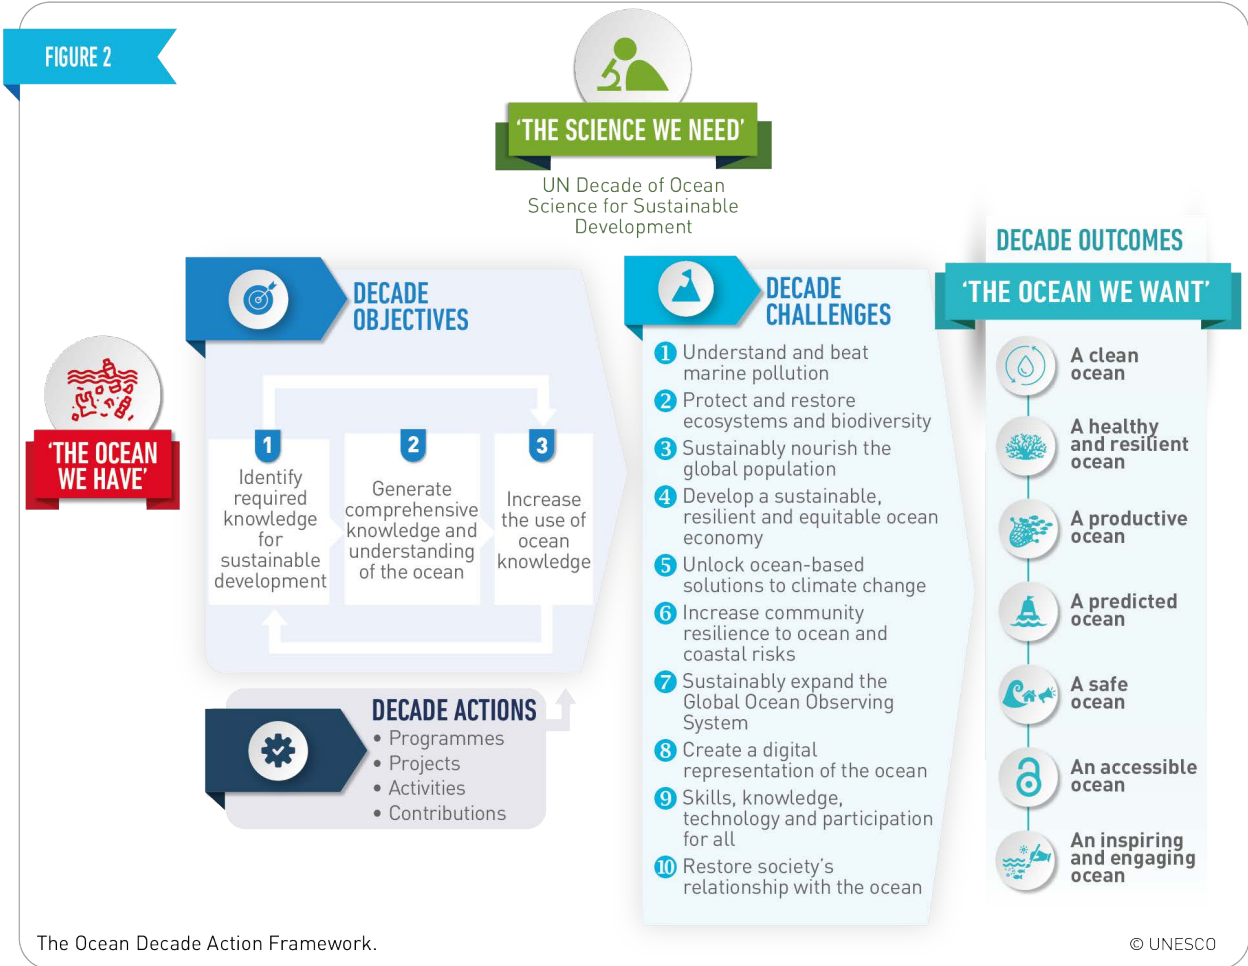 FIGURE 2
‘THE SCIENCE WE NEED’
UN Decade of Ocean
Science for Sustainable
Development
‘THE OCEAN
WE HAVE’
DECADE
OBJECTIVES
1
Identify
required
knowledge
for
sustainable
development
2
Generate
comprehensive
knowledge and
understanding
of the ocean
3
Increase
the use of
ocean
knowledge
DECADE ACTIONS
• Programmes
• Projects
• Activities
• Contributions
DECADE
CHALLENGES
1 Understand and beat
marine pollution
2 Protect and restore
ecosystems and biodiversity
3 Sustainably nourish the
global population
4 Develop a sustainable,
resilient and equitable ocean
economy
5 Unlock ocean-based
solutions to climate change
6 Increase community
resilience to ocean and
coastal risks
7 Sustainably expand the
Global Ocean Observing
System
8 Create a digital
representation of the ocean
9 Skills, knowledge,
technology and participation
for all
10 Restore society’s
relationship with the ocean
DECADE OUTCOMES
‘THE OCEAN WE WANT’
A clean
ocean
A healthy
and resilient
ocean
A productive
ocean
A predicted
ocean
A safe
ocean
An accessible
ocean
An inspiring
and engaging
ocean
The Ocean Decade Action Framework.
© UNESCO